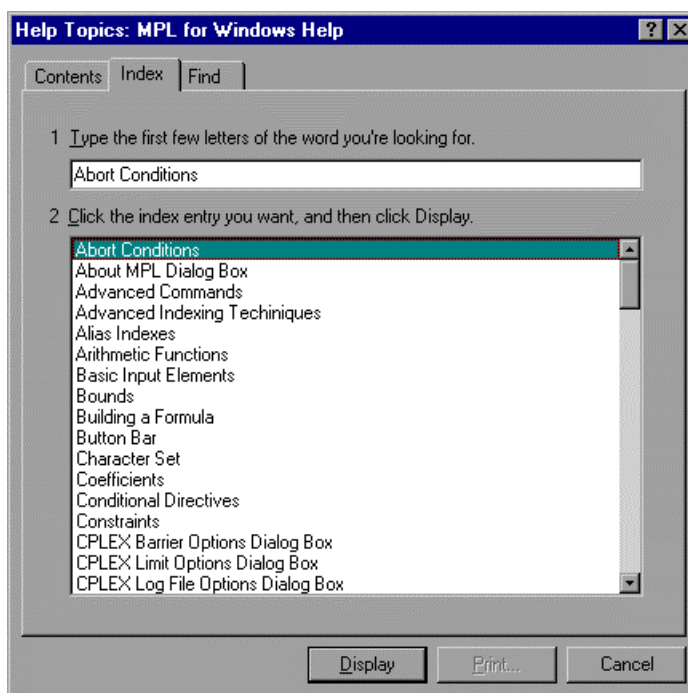 Help Topics: MPL for Windows Help
Contents Index Find
1 Type the first few letters of the word you're looking for.
Abort Conditions
2 Click the index entry you want, and then click Display.
Abort Conditions
About MPL Dialog Box
Advanced Commands
Advanced Indexing Techiniques
Alias Indexes
Arithmetic Functions
Basic Input Elements
Bounds
Building a Formula
Button Bar
Character Set
Coefficients
Conditional Directives
Constraints
CPLEX Barrier Options Dialog Box
CPLEX Limit Options Dialog Box
CPLEX Log File Options Dialog Box
Display Print... Cancel